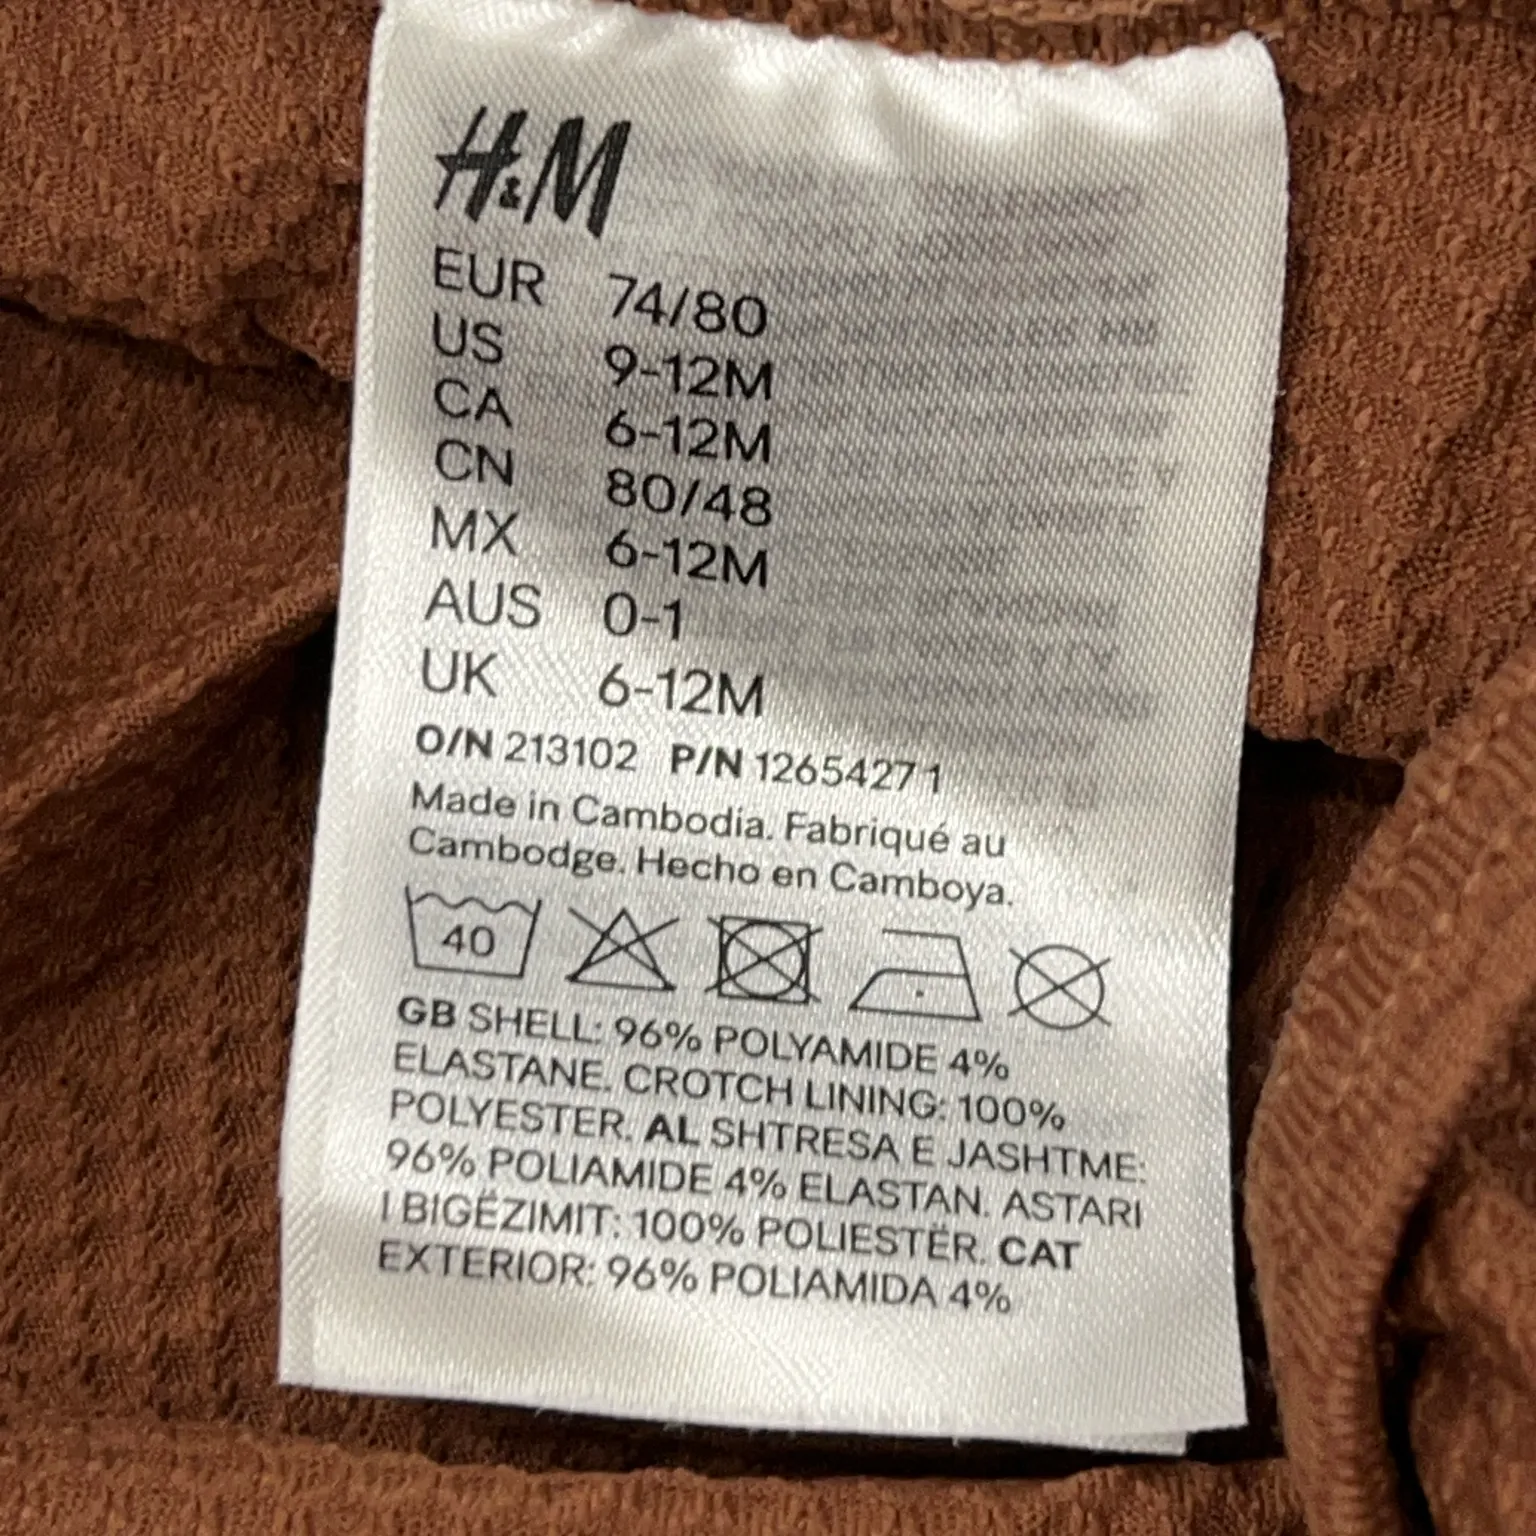 H&M
EUR 74/80
US 9-12M
CA 6-12M
CN 80/48
MX 6-12M
AUS 0-1
UK 6-12M
O/N 213102 P/N 1265427 1
Made in Cambodia. Fabriqué au
Cambodge. Hecho en Camboya.
40
GB SHELL: 96% POLYAMIDE 4%
ELASTANE. CROTCH LINING: 100%
POLYESTER. AL SHTRESA E JASHTME:
96% POLIAMIDE 4% ELASTAN. ASTARI
I BIGËZIMIT: 100% POLIESTËR. CAT
EXTERIOR: 96% POLIAMIDA 4%